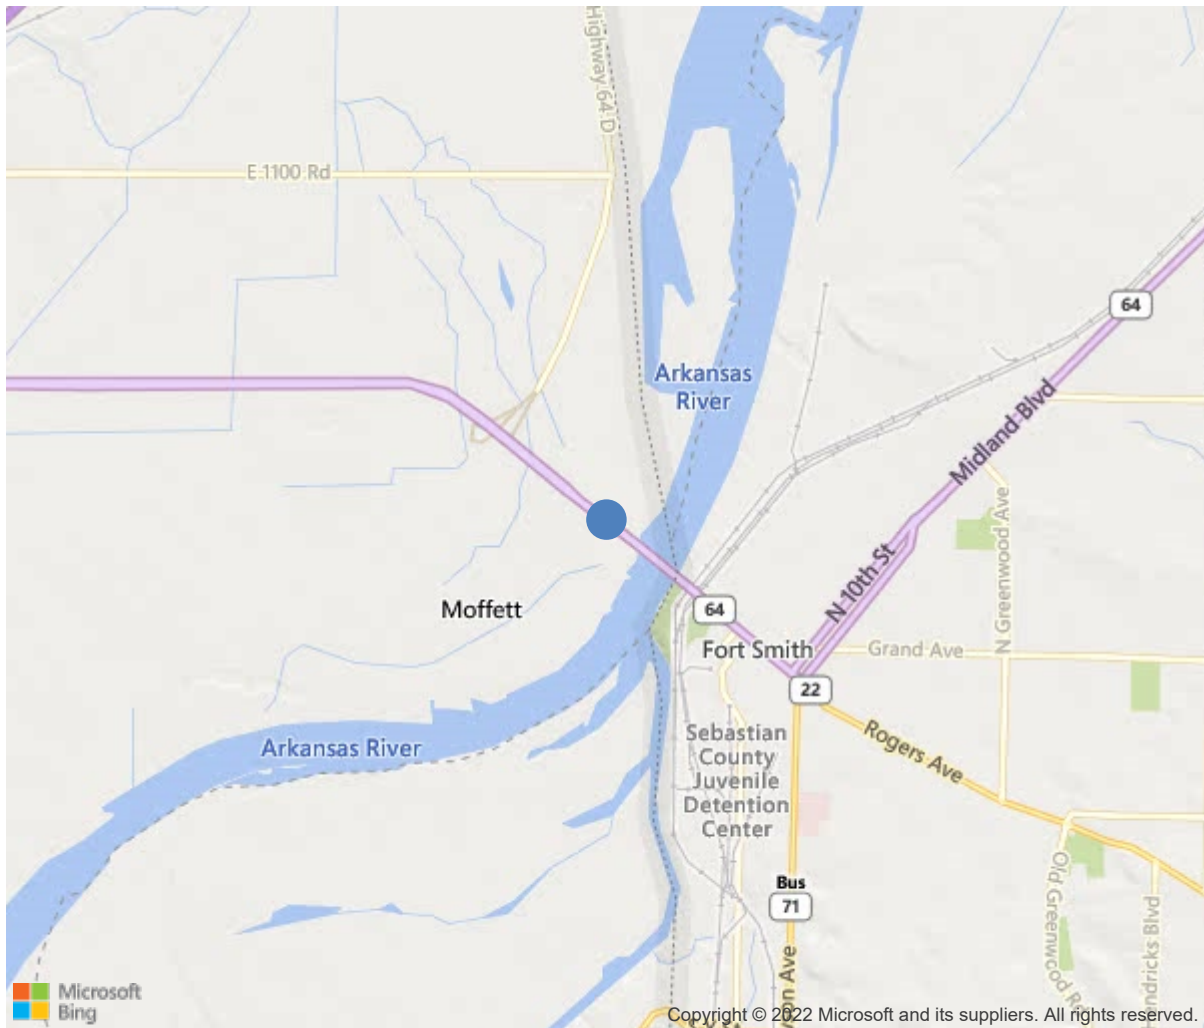 Highway 64 D
E 1100 Rd
64
Arkansas
River
Midland Blvd
N Greenwood Ave
N 10th St
Moffett
64
Fort Smith
Grand Ave
22
Arkansas River
Rogers Ave
Sebastian
County
Juvenile
Detention
Center
Old Greenwood Rd
Bus
71
Microsoft
Bing
Copyright © 2022 Microsoft and its suppliers. All rights reserved.